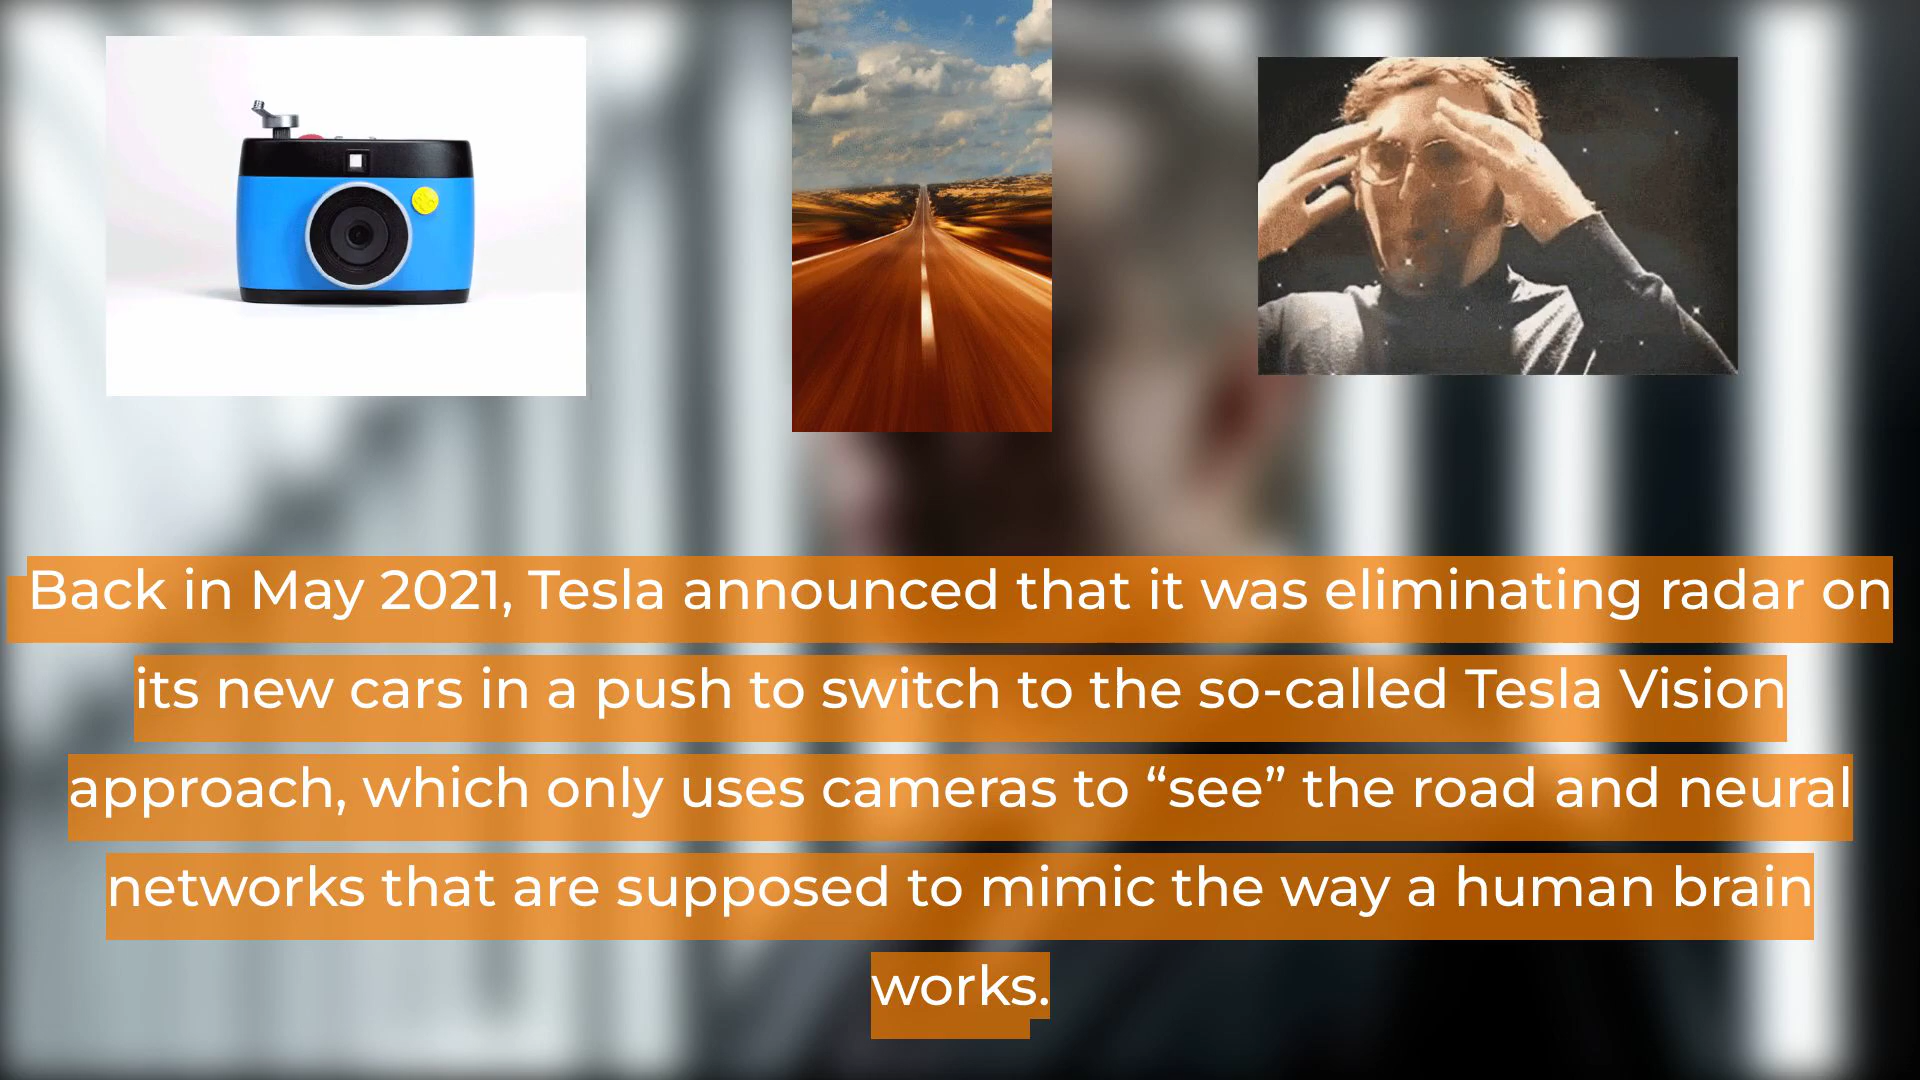 Back in May 2021, Tesla announced that it was eliminating radar on
its new cars in a push to switch to the so-called Tesla Vision
approach, which only uses cameras to “see” the road and neural
networks that are supposed to mimic the way a human brain
works.